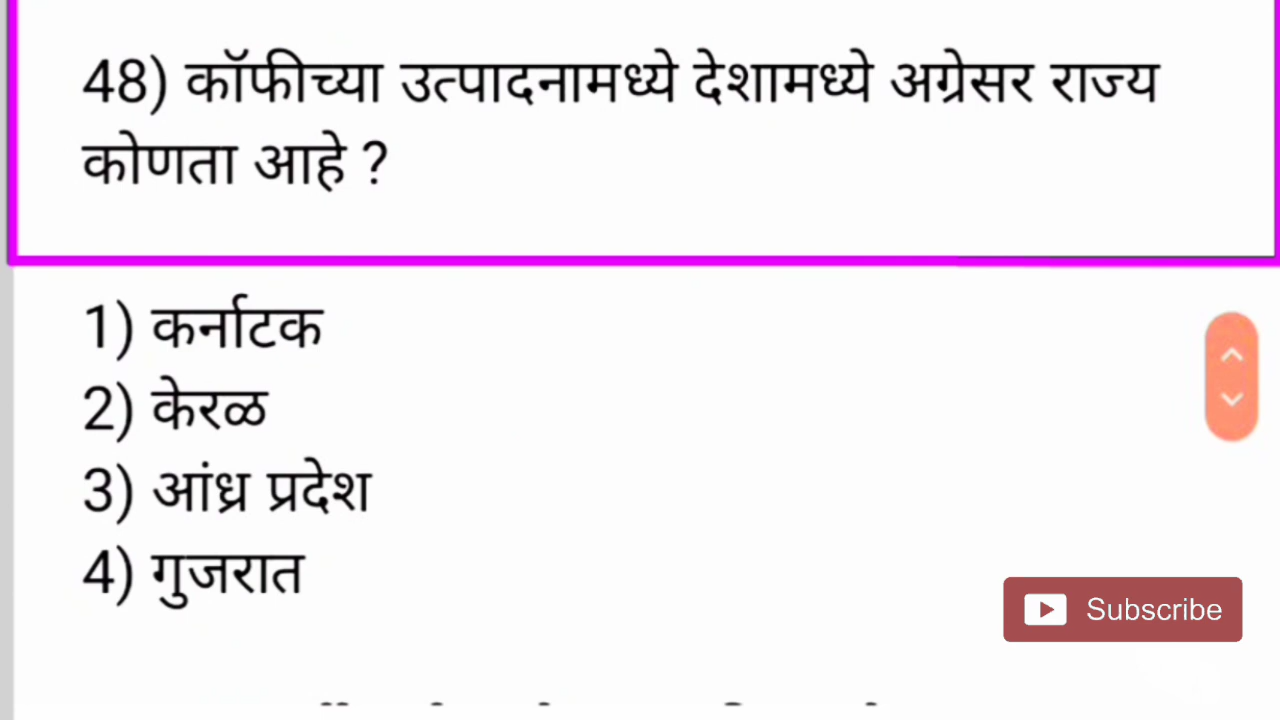 48) कॉफीच्या उत्पादनामध्ये देशामध्ये अग्रेसर राज्य
कोणता आहे ?
1) कर्नाटक
2) केरळ
3) आंध्र प्रदेश
4) गुजरात
Subscribe